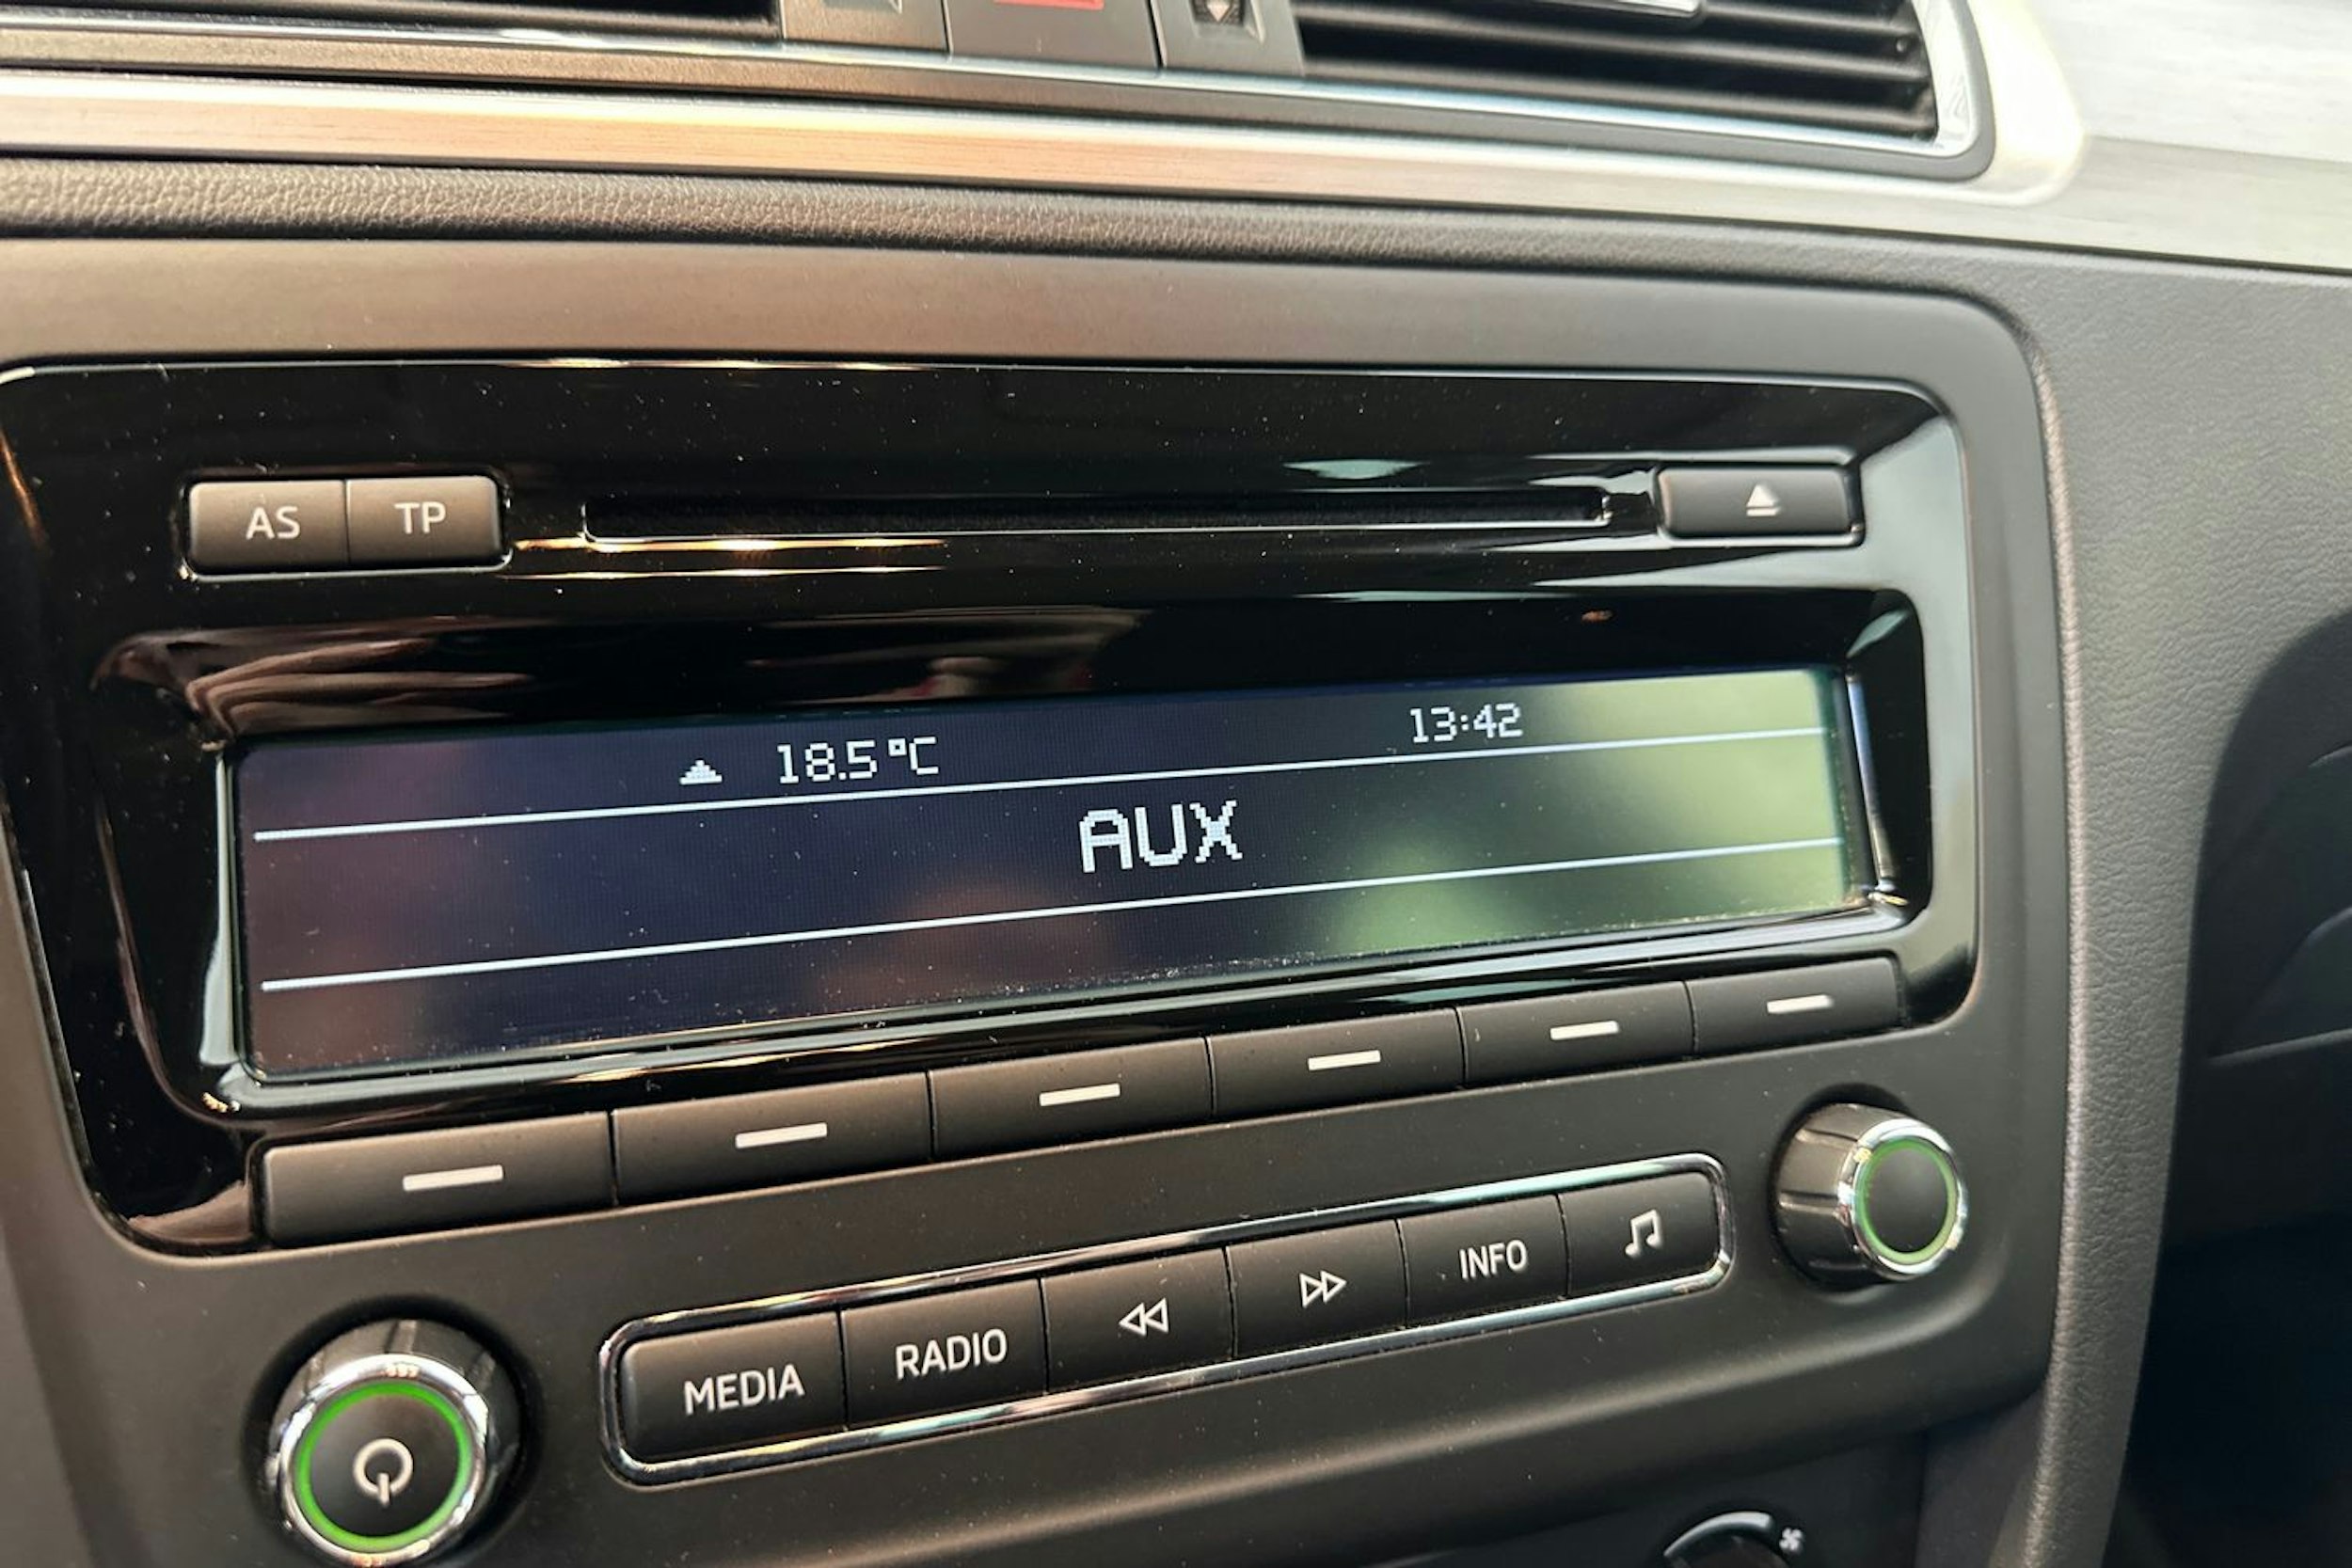 AS TP
18.5°C 13:42
AUX
MEDIA RADIO INFO